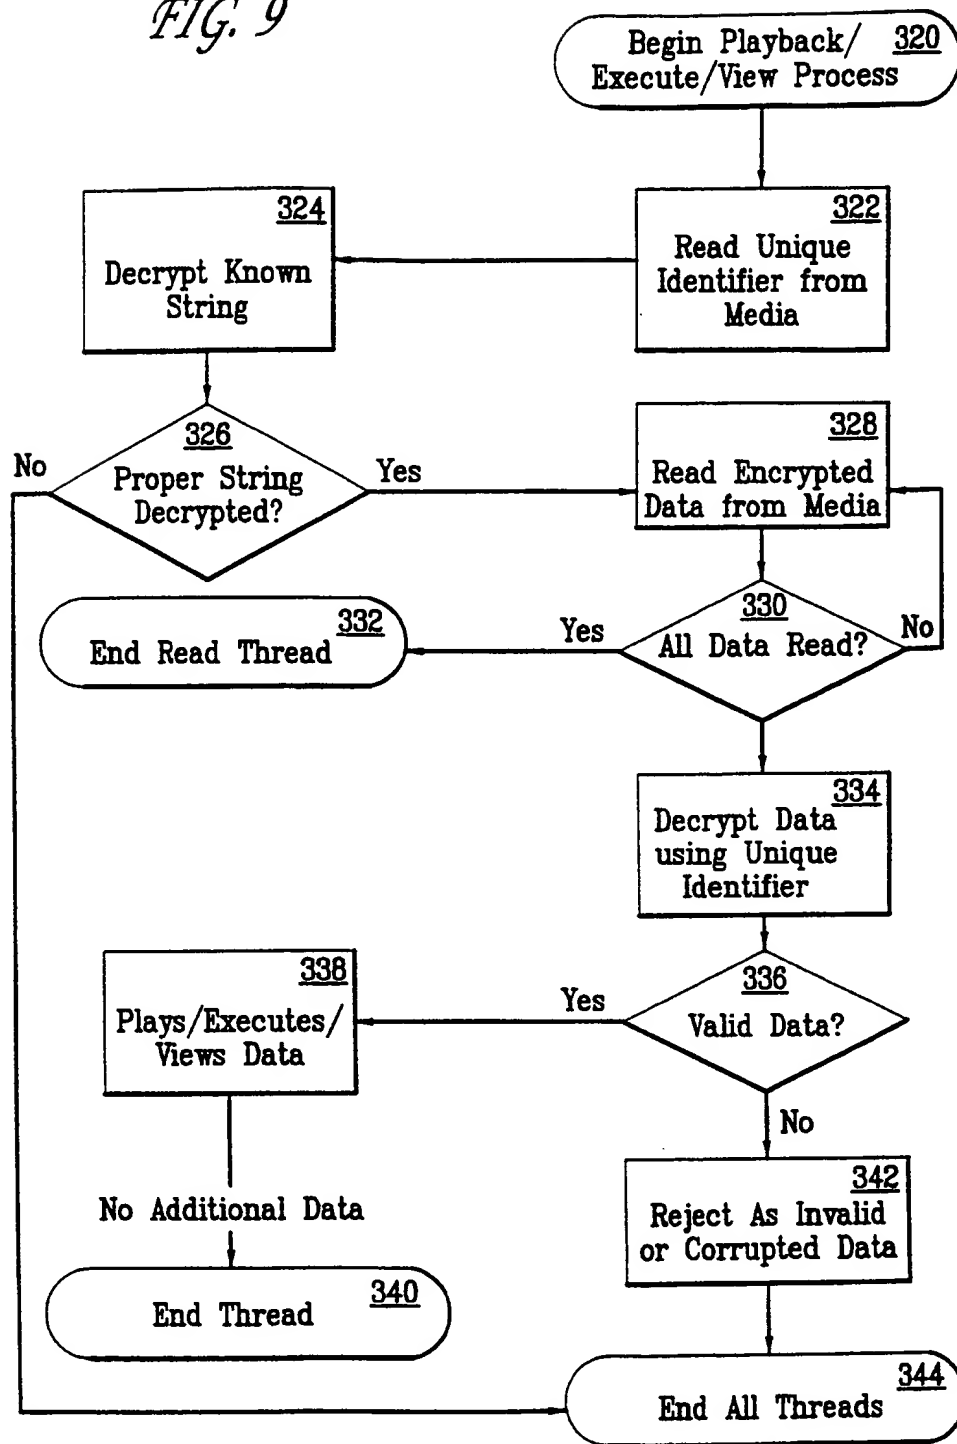 FIG. 9
Begin Playback/ 320
Execute/View Process
324
Decrypt Known
String
322
Read Unique
Identifier from
Media
326
Proper String
Decrypted?
No
Yes
328
Read Encrypted
Data from Media
330
All Data Read?
Yes
No
332
End Read Thread
334
Decrypt Data
using Unique
Identifier
336
Valid Data?
Yes
No
338
Plays/Executes/
Views Data
No Additional Data
340
End Thread
342
Reject As Invalid
or Corrupted Data
344
End All Threads